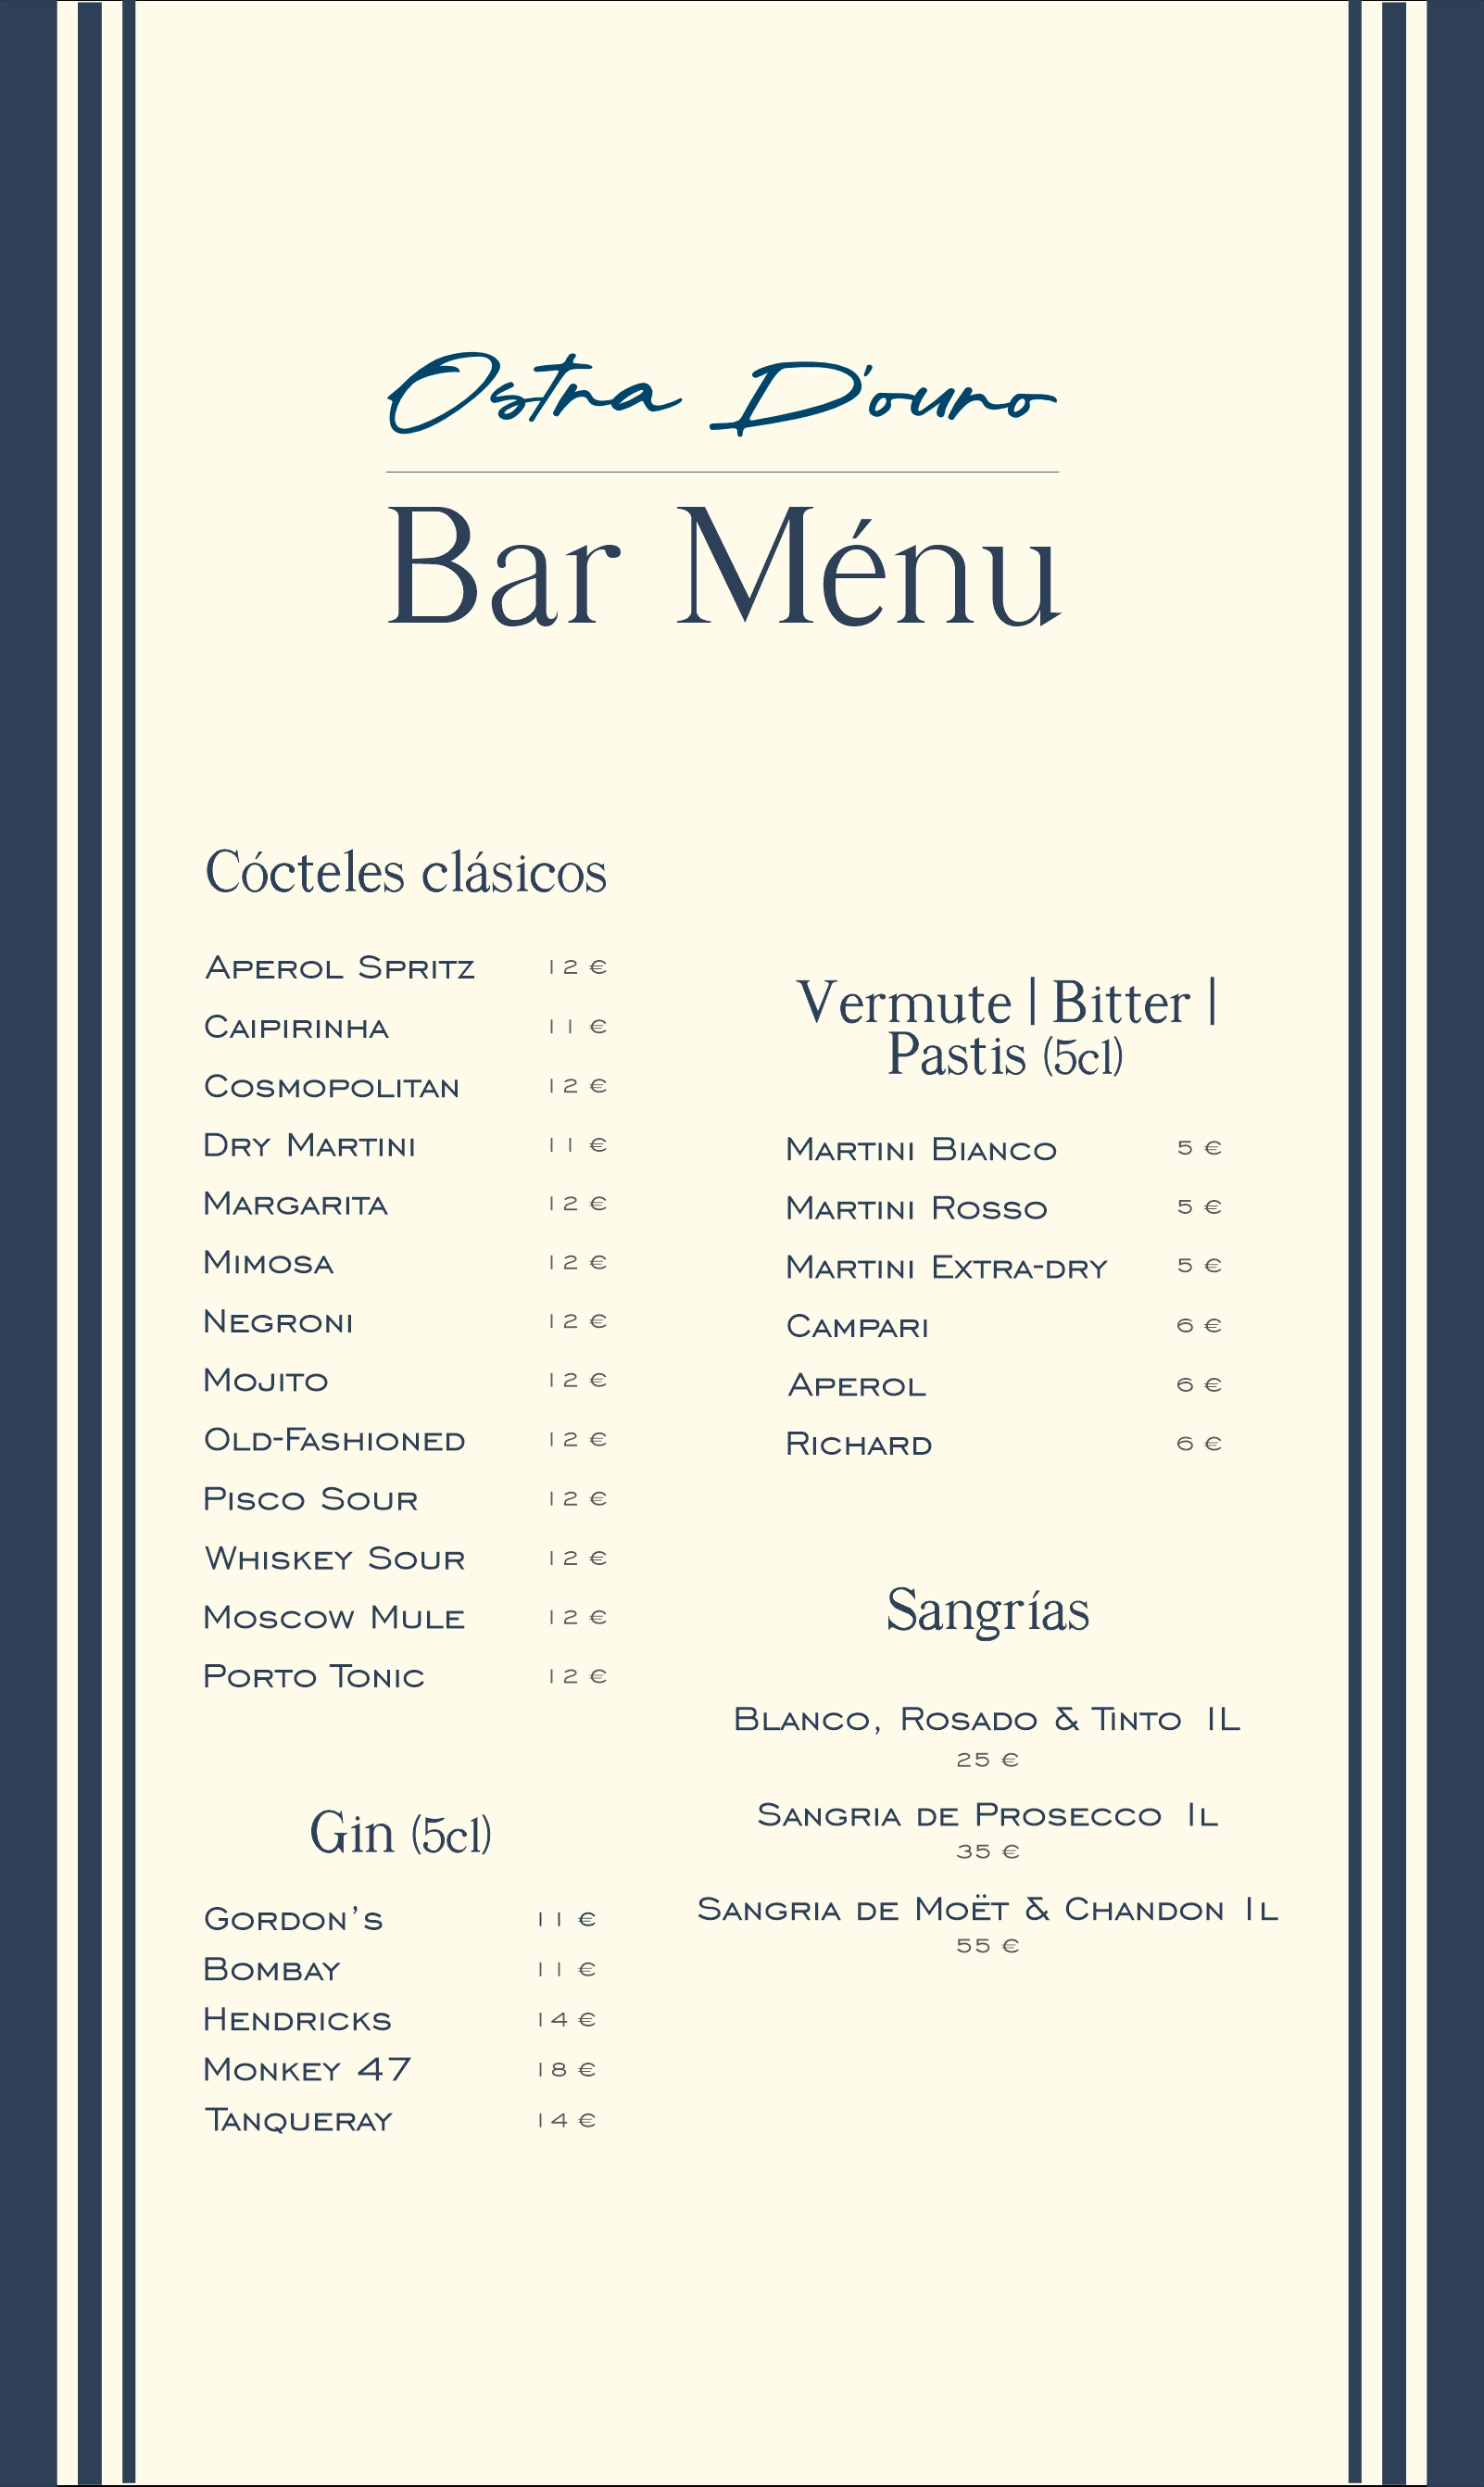 Ostra D'ouro
Bar Ménu
Cócteles clásicos
Aperol Spritz 12 €
Caipirinha 11 €
Cosmopolitan 12 €
Dry Martini 11 €
Margarita 12 €
Mimosa 12 €
Negroni 12 €
Mojito 12 €
Old-Fashioned 12 €
Pisco Sour 12 €
Whiskey Sour 12 €
Moscow Mule 12 €
Porto Tonic 12 €
Gin (5cl)
Gordon's 11 €
Bombay 11 €
Hendricks 14 €
Monkey 47 18 €
Tanqueray 14 €
Vermute | Bitter |
Pastis (5cl)
Martini Bianco 5 €
Martini Rosso 5 €
Martini Extra-dry 5 €
Campari 6 €
Aperol 6 €
Richard 6 €
Sangrías
Blanco, Rosado & Tinto 1L
25 €
Sangria de Prosecco 1l
35 €
Sangria de Moët & Chandon 1l
55 €